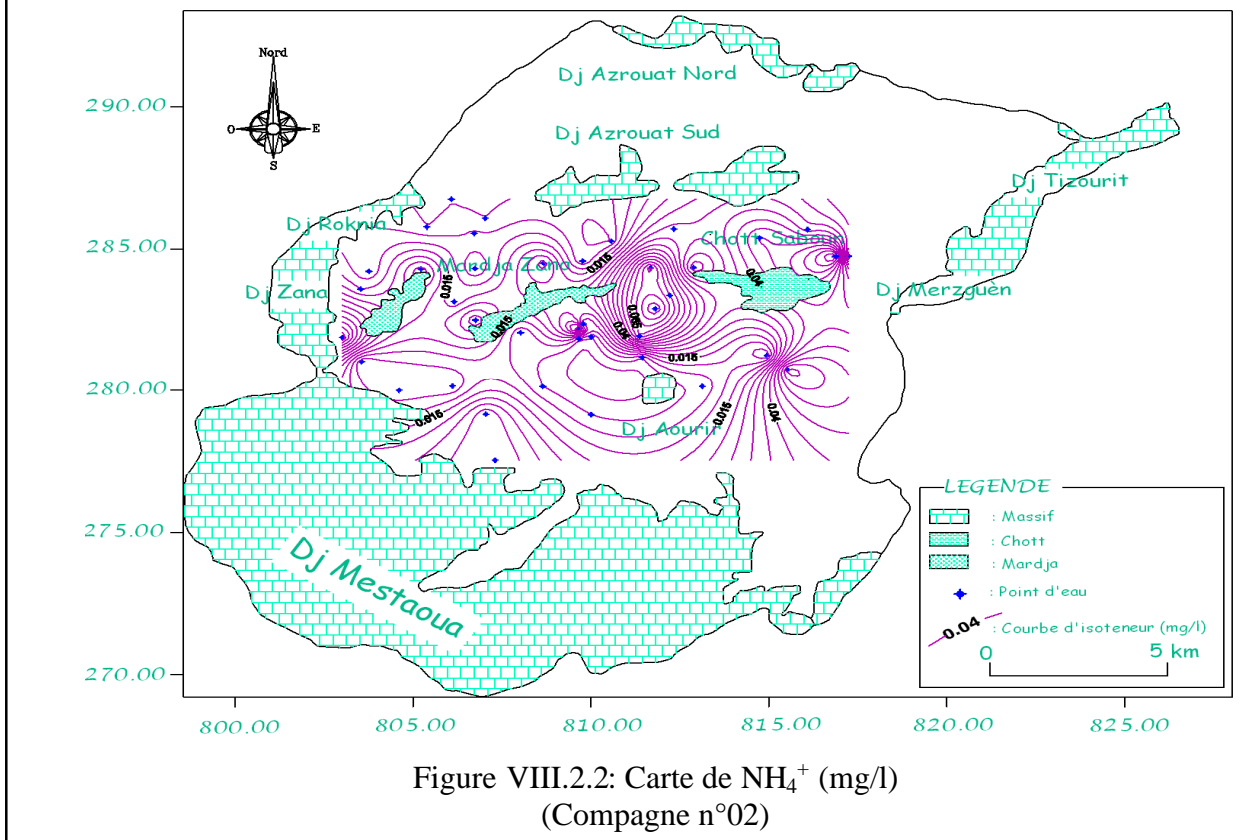 Nord
O
E
S
290.00
285.00
280.00
275.00
270.00
800.00
805.00
810.00
815.00
820.00
825.00
Dj Azrouat Nord
Dj Azrouat Sud
Dj Tizourit
Dj Roknia
Chott Saboun
Mardja Zana
Dj Zana
Dj Merzguèn
Dj Aourir
Dj Mestaoua
0.015
0.04
0.015
0.015
0.065
0.04
0.015
0.015
0.015
0.04
LEGENDE
: Massif
: Chott
: Mardja
: Point d'eau
0.04
: Courbe d'isoteneur (mg/l)
0
5 km
Figure VIII.2.2: Carte de NH₄⁺ (mg/l)
(Compagne n°02)